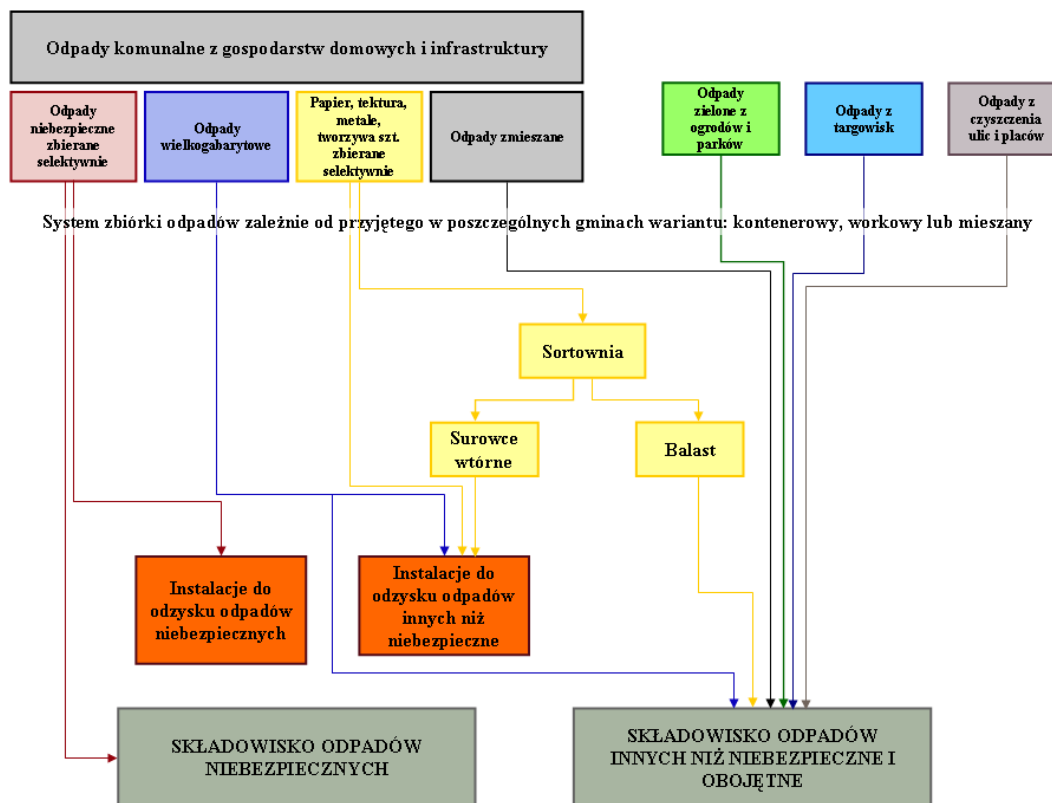 Odpady komunalne z gospodarstw domowych i infrastruktury
Odpady
niebezpieczne
zbierane
selektywnie
Odpady
wielkogabarytowe
Papier, tektura,
metale,
tworzywa szt.
zbierane
selektywnie
Odpady zmieszane
Odpady
zielone z
ogrodów i
parków
Odpady z
targowisk
Odpady z
czyszczenia
ulic i placów
System zbiórki odpadów zależnie od przyjętego w poszczególnych gminach wariantu: kontenerowy, workowy lub mieszany
Sortownia
Surowce
wtórne
Balast
Instalacje do
odzysku odpadów
niebezpiecznych
Instalacje do
odzysku odpadów
innych niż
niebezpieczne
SKŁADOWISKO ODPADÓW
NIEBEZPIECZNYCH
SKŁADOWISKO ODPADÓW
INNYCH NIŻ NIEBEZPIECZNE I
OBOJĘTNE